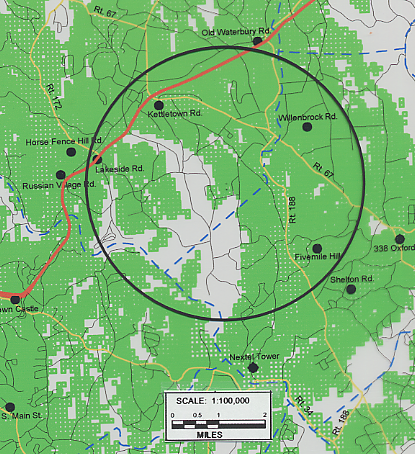 Rt. 67
Old Waterbury Rd.
Rt. 172
Kettletown Rd.
Willenbrock Rd.
Horse Fence Hill Rd.
Lakeside Rd.
Rt. 67
Russian Village Rd.
Rt. 188
338 Oxford
Fivemile Hill
Shelton Rd.
wn Castle
Nextel Tower
Rt. 34
Rt. 188
S. Main St.
SCALE: 1:100,000
0 0.5 1 2
MILES